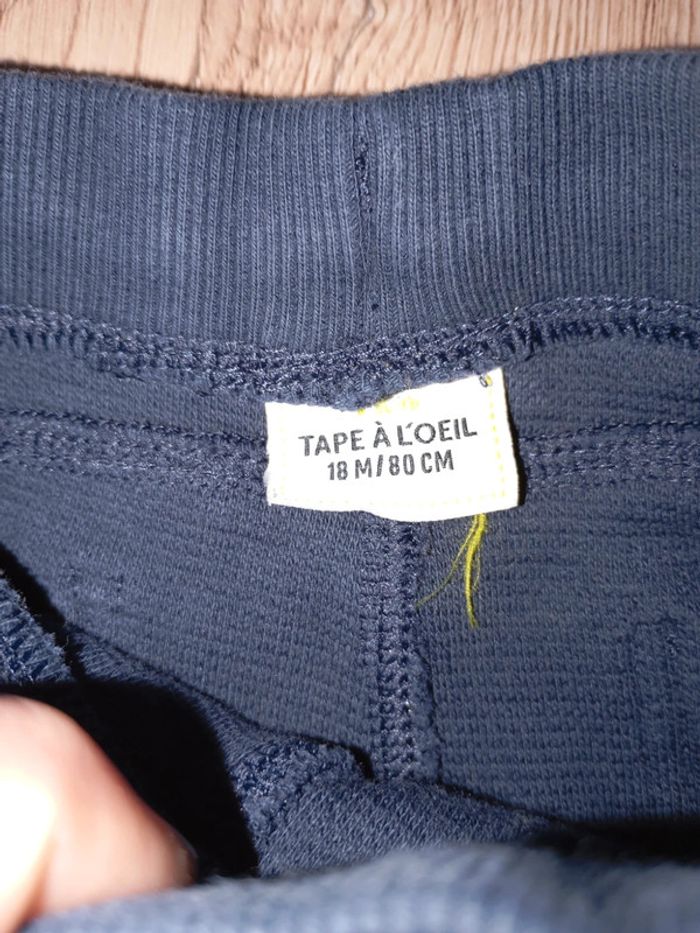 TAPE À L'OEIL
18 M/80 CM